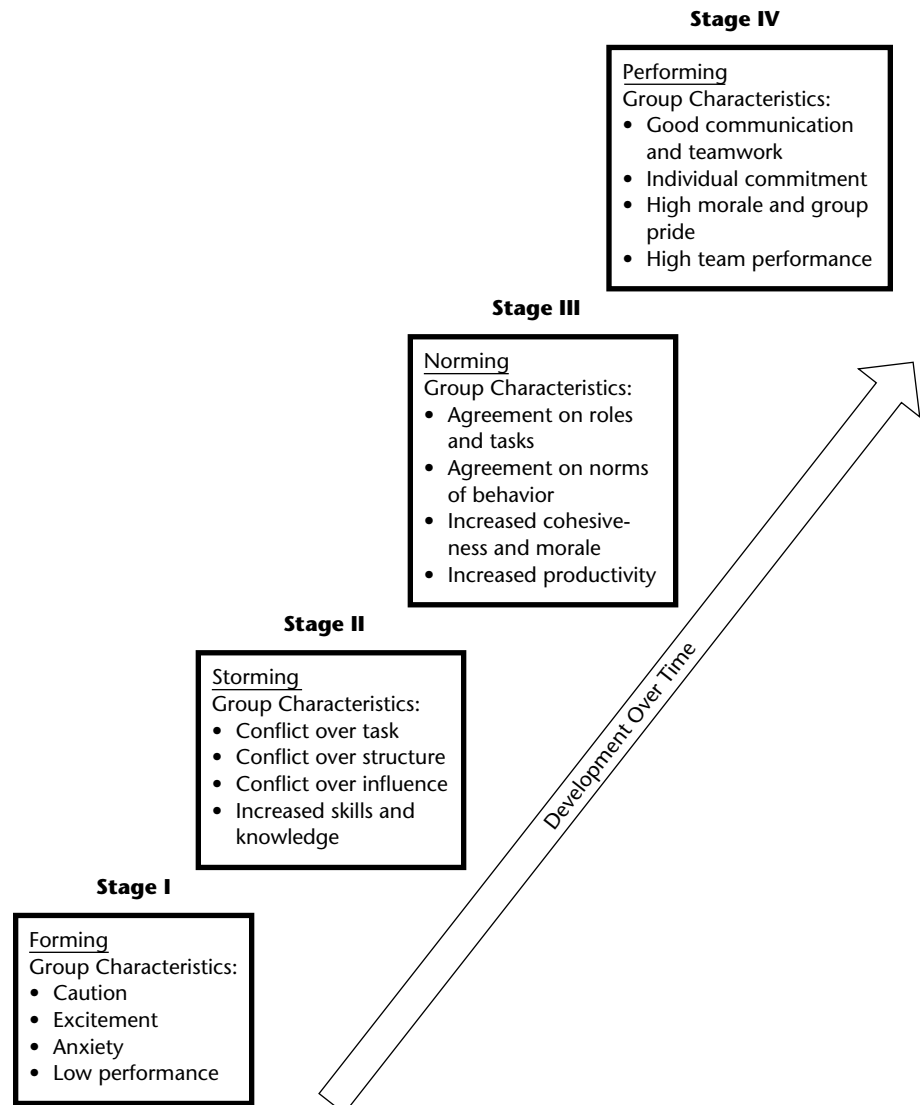 Stage IV
Performing
Group Characteristics:
• Good communication
and teamwork
• Individual commitment
• High morale and group
pride
• High team performance
Stage III
Norming
Group Characteristics:
• Agreement on roles
and tasks
• Agreement on norms
of behavior
• Increased cohesive-
ness and morale
• Increased productivity
Stage II
Storming
Group Characteristics:
• Conflict over task
• Conflict over structure
• Conflict over influence
• Increased skills and
knowledge
Stage I
Forming
Group Characteristics:
• Caution
• Excitement
• Anxiety
• Low performance
Development Over Time